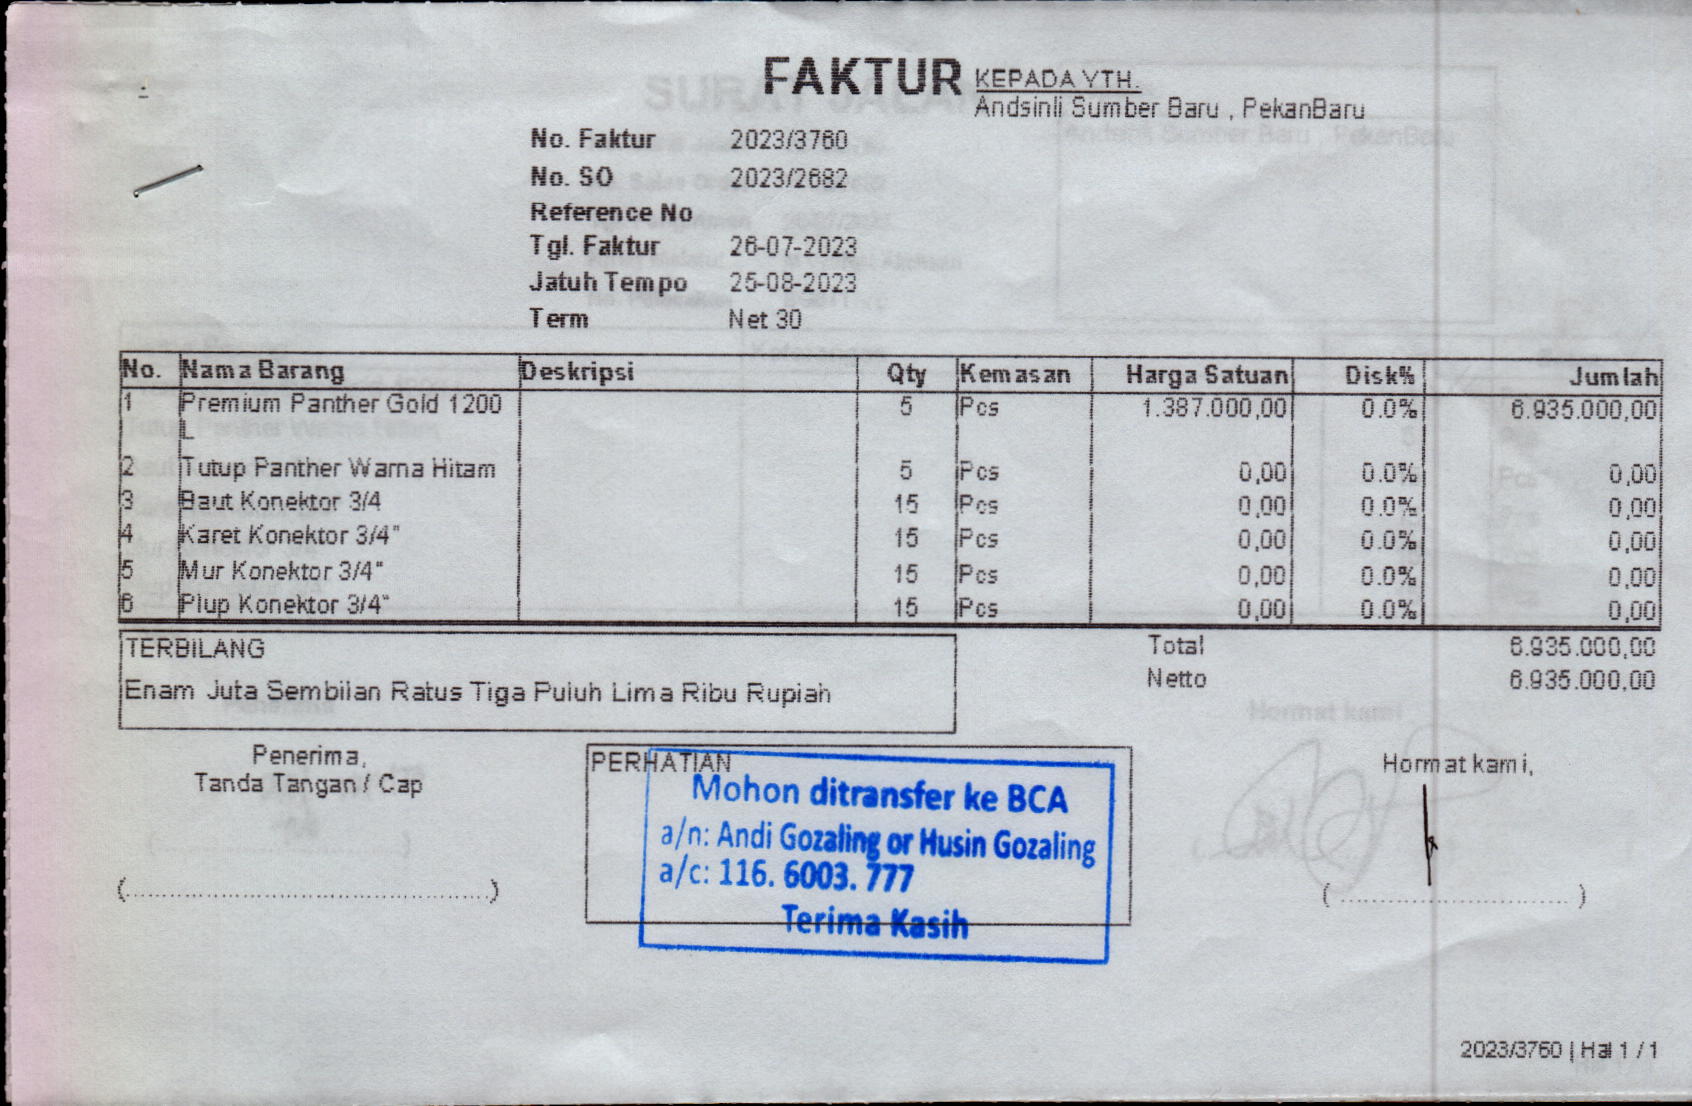 FAKTUR
KEPADA YTH.
Andsinli Sumber Baru , PekanBaru
No. Faktur 2023/3760
No. SO 2023/2682
Reference No
Tgl. Faktur 26-07-2023
Jatuh Tempo 25-08-2023
Term Net 30
No. Nama Barang Deskripsi Qty Kemasan Harga Satuan Disk% Jumlah
1 Premium Panther Gold 1200 5 Pcs 1.387.000,00 0.0% 6.935.000,00
L
2 Tutup Panther Warna Hitam 5 Pcs 0,00 0.0% 0,00
3 Baut Konektor 3/4 15 Pcs 0,00 0.0% 0,00
4 Karet Konektor 3/4" 15 Pcs 0,00 0.0% 0,00
5 Mur Konektor 3/4" 15 Pcs 0,00 0.0% 0,00
6 Plup Konektor 3/4" 15 Pcs 0,00 0.0% 0,00
TERBILANG
Enam Juta Sembilan Ratus Tiga Puluh Lima Ribu Rupiah
Total 6.935.000,00
Netto 6.935.000,00
Penerima,
Tanda Tangan / Cap
(..............................................)
PERHATIAN
Mohon ditransfer ke BCA
a/n: Andi Gozaling or Husin Gozaling
a/c: 116. 6003. 777
Terima Kasih
Hormat kami,
(................................)
2023/3760 | Hal 1 / 1